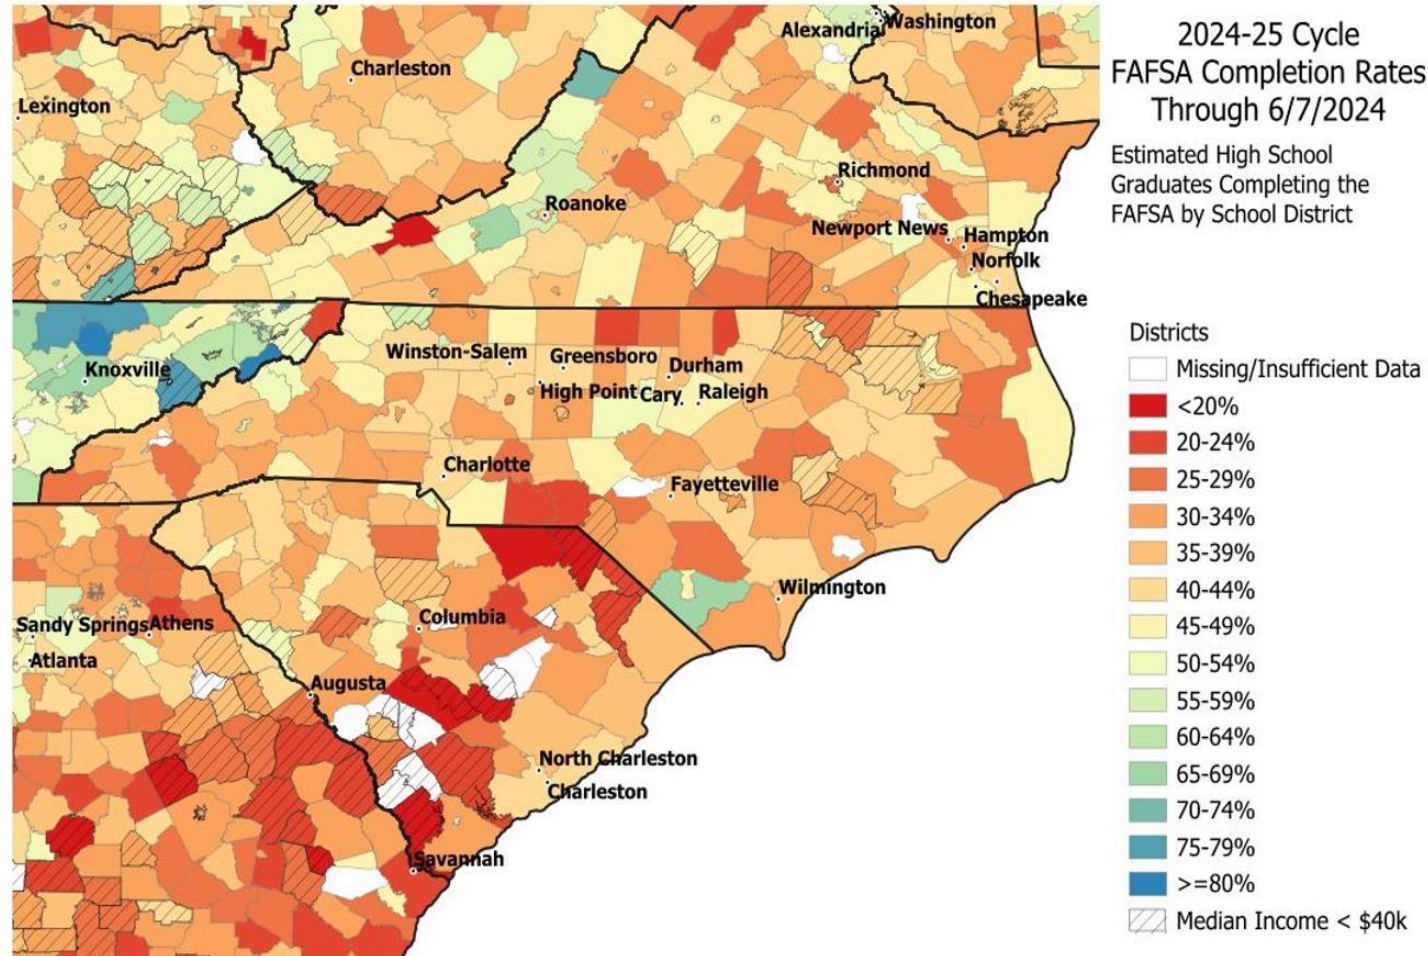 2024-25 Cycle
FAFSA Completion Rates
Through 6/7/2024
Estimated High School
Graduates Completing the
FAFSA by School District
Districts
Missing/Insufficient Data
<20%
20-24%
25-29%
30-34%
35-39%
40-44%
45-49%
50-54%
55-59%
60-64%
65-69%
70-74%
75-79%
>=80%
Median Income < $40k
Washington
Alexandria
Charleston
Lexington
Richmond
Roanoke
Newport News
Hampton
Norfolk
Chesapeake
Winston-Salem
Greensboro
Durham
Knoxville
High Point
Cary
Raleigh
Charlotte
Fayetteville
Wilmington
Columbia
Sandy Springs
Athens
Atlanta
Augusta
North Charleston
Charleston
Savannah